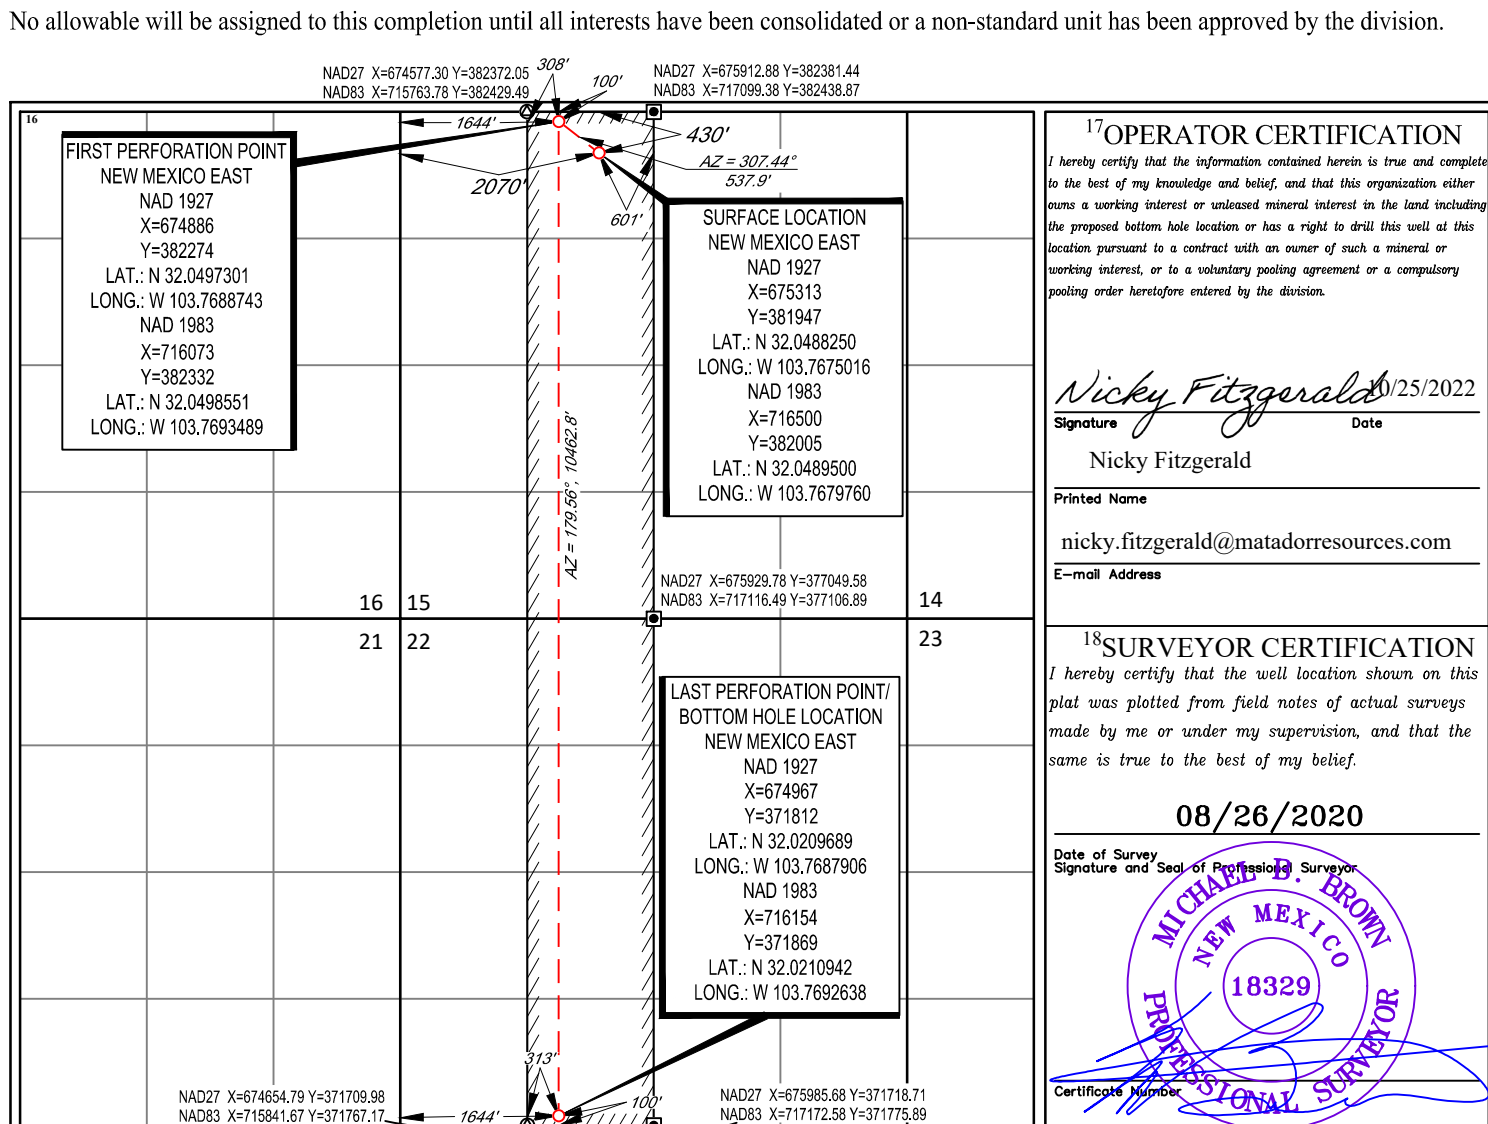 No allowable will be assigned to this completion until all interests have been consolidated or a non-standard unit has been approved by the division.
NAD27 X=674577.30 Y=382372.05
NAD83 X=715763.78 Y=382429.49
308'
100'
NAD27 X=675912.88 Y=382381.44
NAD83 X=717099.38 Y=382438.87
16
1644'
430'
AZ = 307.44°
537.9'
2070'
601'
FIRST PERFORATION POINT
NEW MEXICO EAST
NAD 1927
X=674886
Y=382274
LAT.: N 32.0497301
LONG.: W 103.7688743
NAD 1983
X=716073
Y=382332
LAT.: N 32.0498551
LONG.: W 103.7693489
SURFACE LOCATION
NEW MEXICO EAST
NAD 1927
X=675313
Y=381947
LAT.: N 32.0488250
LONG.: W 103.7675016
NAD 1983
X=716500
Y=382005
LAT.: N 32.0489500
LONG.: W 103.7679760
AZ = 179.56°, 10462.8'
NAD27 X=675929.78 Y=377049.58
NAD83 X=717116.49 Y=377106.89
16 15
14
21 22
23
LAST PERFORATION POINT/
BOTTOM HOLE LOCATION
NEW MEXICO EAST
NAD 1927
X=674967
Y=371812
LAT.: N 32.0209689
LONG.: W 103.7687906
NAD 1983
X=716154
Y=371869
LAT.: N 32.0210942
LONG.: W 103.7692638
313'
NAD27 X=674654.79 Y=371709.98
NAD83 X=715841.67 Y=371767.17
1644'
100'
NAD27 X=675985.68 Y=371718.71
NAD83 X=717172.58 Y=371775.89
17OPERATOR CERTIFICATION
I hereby certify that the information contained herein is true and complete
to the best of my knowledge and belief, and that this organization either
owns a working interest or unleased mineral interest in the land including
the proposed bottom hole location or has a right to drill this well at this
location pursuant to a contract with an owner of such a mineral or
working interest, or to a voluntary pooling agreement or a compulsory
pooling order heretofore entered by the division.
Nicky Fitzgerald 10/25/2022
Signature Date
Nicky Fitzgerald
Printed Name
nicky.fitzgerald@matadorresources.com
E-mail Address
18SURVEYOR CERTIFICATION
I hereby certify that the well location shown on this
plat was plotted from field notes of actual surveys
made by me or under my supervision, and that the
same is true to the best of my belief.
08/26/2020
Date of Survey
Signature and Seal of Professional Surveyor
MICHAEL B. BROWN
NEW MEXICO
18329
PROFESSIONAL SURVEYOR
Certificate Number